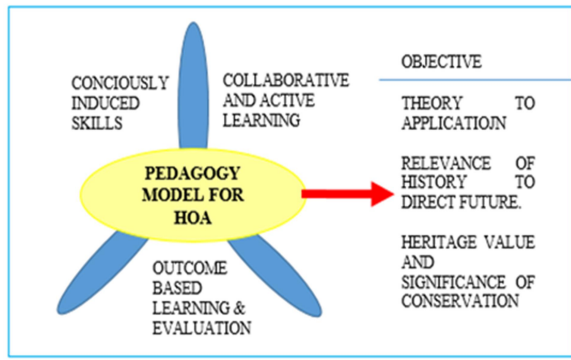 CONCIOUSLY
INDUCED
SKILLS
COLLABORATIVE
AND ACTIVE
LEARNING
PEDAGOGY
MODEL FOR
HOA
OUTCOME
BASED
LEARNING &
EVALUATION
OBJECTIVE
THEORY TO
APPLICATIOJN
RELEVANCE OF
HISTORY TO
DIRECT FUTURE.
HERITAGE VALUE
AND
SIGNIFICANCE OF
CONSERVATION